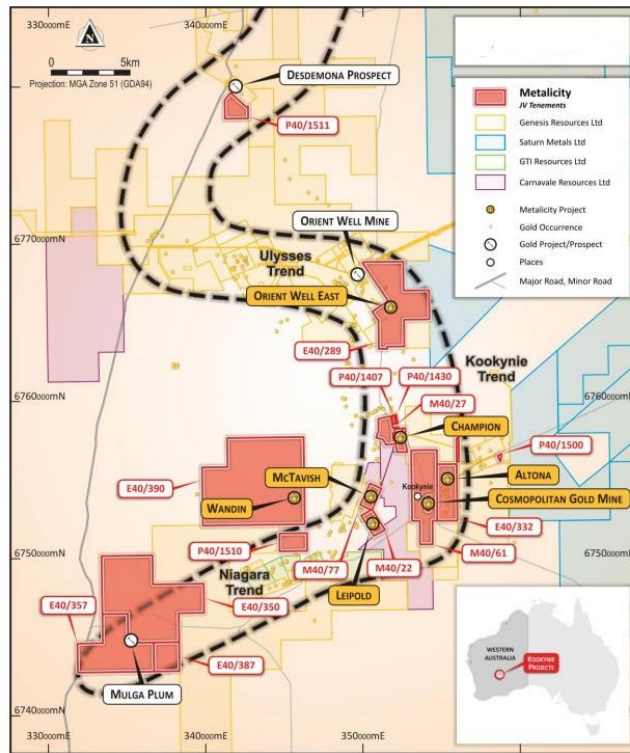 330000mE
340000mE
6780000mN
N
0 5km
Projection: MGA Zone 51 (GDA94)
DESDEMONA PROSPECT
P40/1511
Metalicity
JV Tenements
Genesis Resources Ltd
Saturn Metals Ltd
GTI Resources Ltd
Carnavale Resources Ltd
Metalicity Project
Gold Occurrence
Gold Project/Prospect
Places
Major Road, Minor Road
ORIENT WELL MINE
6770000mN
Ulysses
Trend
ORIENT WELL EAST
E40/289
Kookynie
Trend
P40/1407
P40/1430
6760000mN
6760000mN
M40/27
CHAMPION
P40/1500
MCTAVISH
E40/390
Kookynie
ALTONA
WANDIN
COSMOPOLITAN GOLD MINE
E40/332
P40/1510
6750000mN
6750000mN
M40/77
M40/22
M40/61
Niagara
Trend
LEIPOLD
E40/357
E40/350
E40/387
MULGA PLUM
WESTERN
AUSTRALIA
KOOKYNIE
PROJECTS
6740000mN
330000mE
340000mE
350000mE